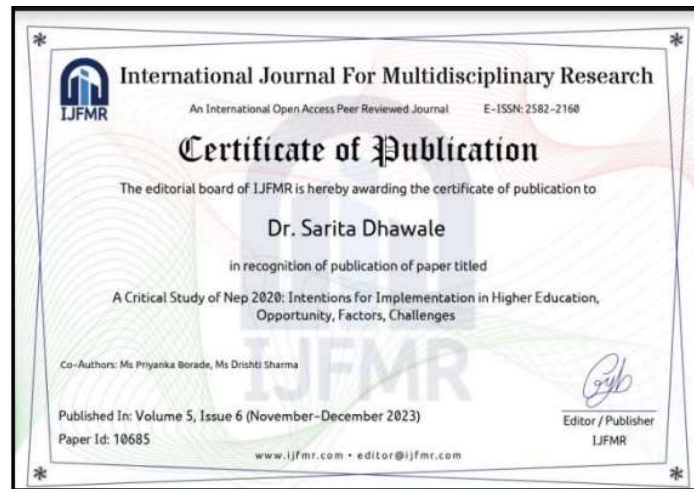 International Journal For Multidisciplinary Research
IJFMR
An International Open Access Peer Reviewed Journal E-ISSN: 2582-2160
Certificate of Publication
The editorial board of IJFMR is hereby awarding the certificate of publication to
Dr. Sarita Dhawale
in recognition of publication of paper titled
A Critical Study of Nep 2020: Intentions for Implementation in Higher Education,
Opportunity, Factors, Challenges
Co-Authors: Ms Priyanka Borade, Ms Drishti Sharma
IJFMR
Published In: Volume 5, Issue 6 (November-December 2023)
Editor / Publisher
Paper Id: 10685
IJFMR
www.ijfmr.com • editor@ijfmr.com